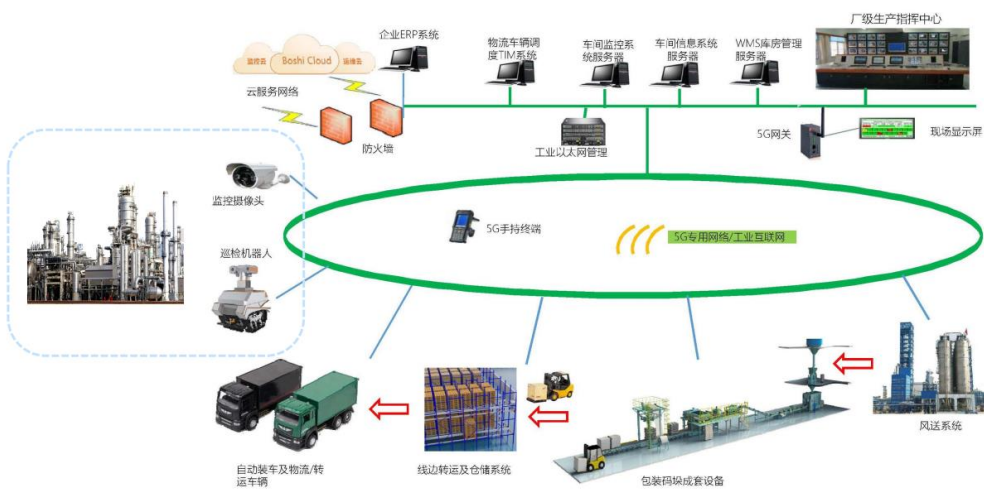 厂级生产指挥中心
企业ERP系统
物流车辆调
度TIM系统
车间监控系
统服务器
车间信息系统
服务器
WMS库房管理
服务器
监控云
Boshi Cloud
运维云
云服务网络
防火墙
工业以太网管理
5G网关
现场显示屏
监控摄像头
5G手持终端
5G专用网络/工业互联网
巡检机器人
自动装车及物流/转
运车辆
线边转运及仓储系统
包装码垛成套设备
风送系统